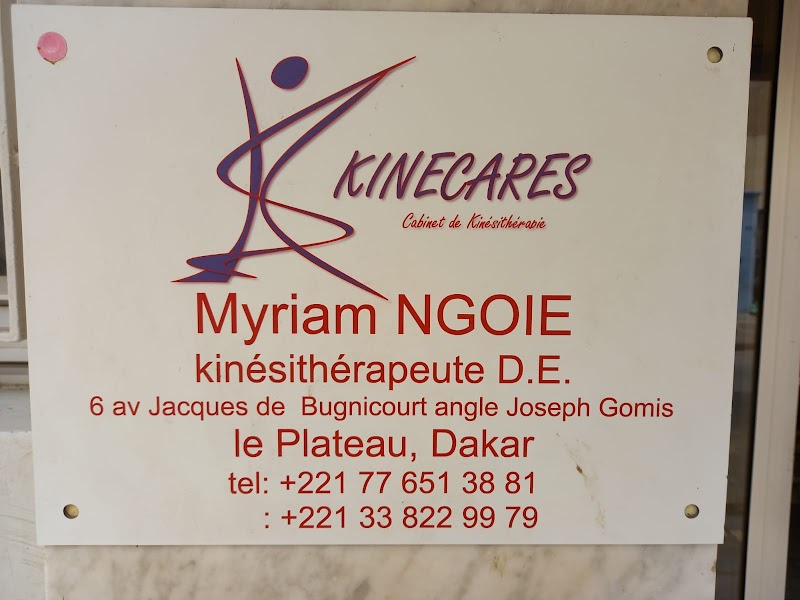 KINECARES
Cabinet de Kinésithérapie
Myriam NGOIE
kinésithérapeute D.E.
6 av Jacques de Bugnicourt angle Joseph Gomis
le Plateau, Dakar
tel: +221 77 651 38 81
: +221 33 822 99 79